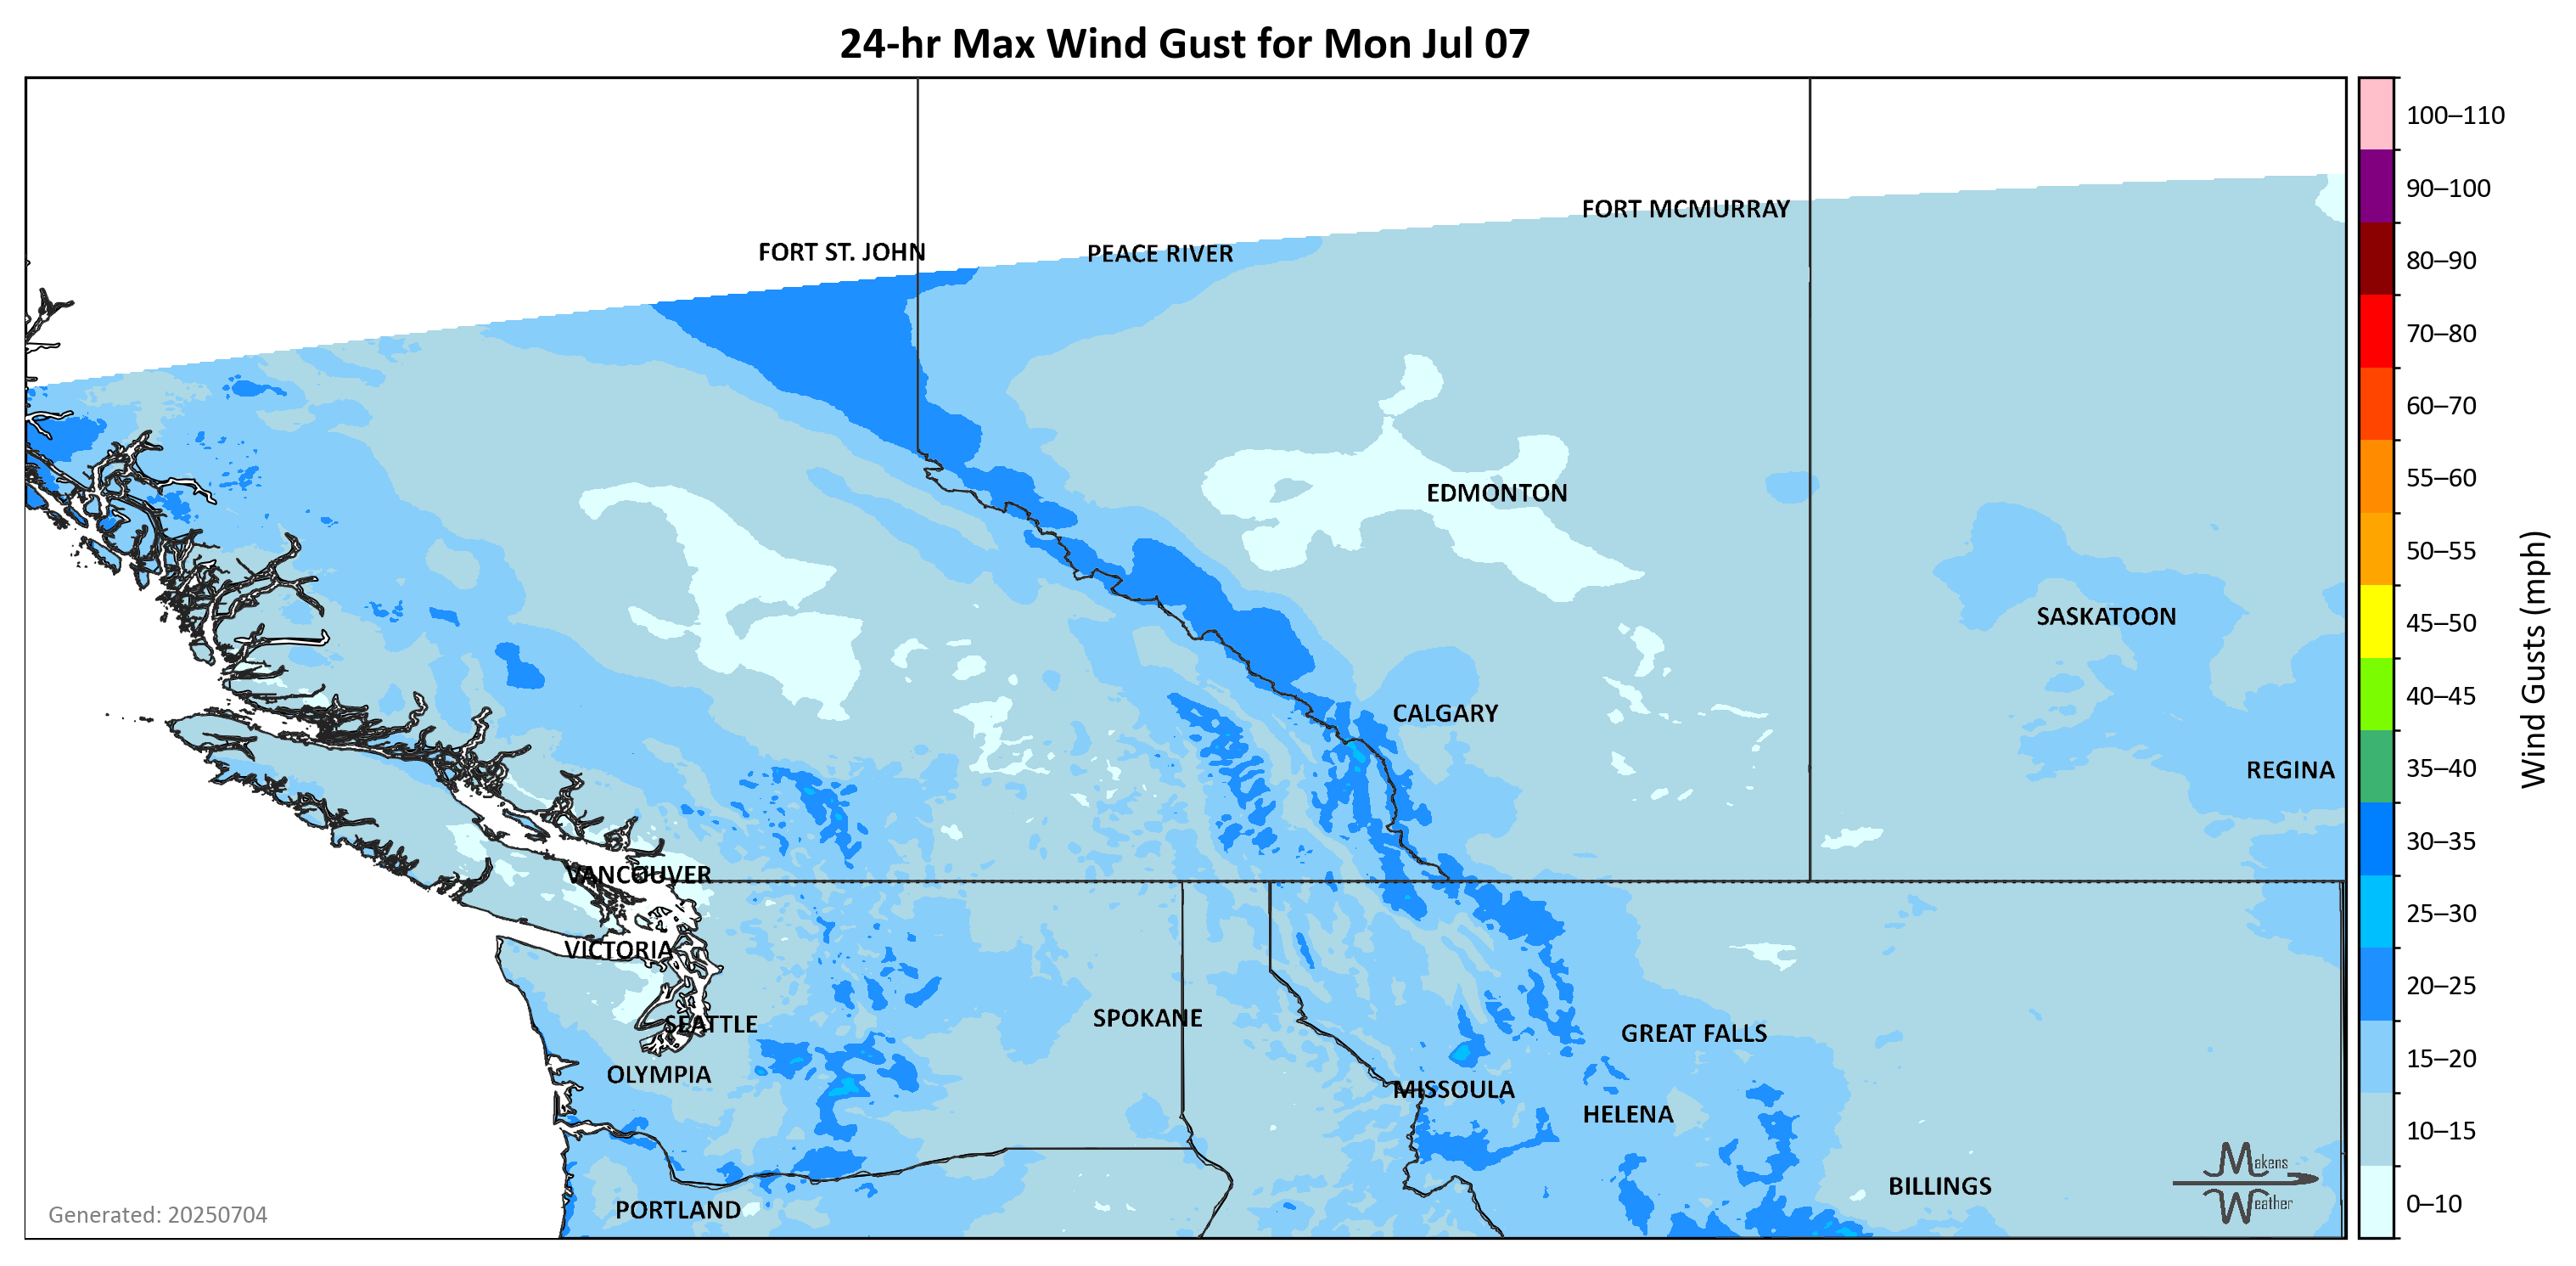 24-hr Max Wind Gust for Mon Jul 07
FORT MCMURRAY
FORT ST. JOHN
PEACE RIVER
EDMONTON
SASKATOON
CALGARY
REGINA
VANCOUVER
VICTORIA
SEATTLE
SPOKANE
GREAT FALLS
OLYMPIA
MISSOULA
HELENA
BILLINGS
PORTLAND
Generated: 20250704
Makens
Weather
100–110
90–100
80–90
70–80
60–70
55–60
50–55
45–50
40–45
35–40
30–35
25–30
20–25
15–20
10–15
0–10
Wind Gusts (mph)